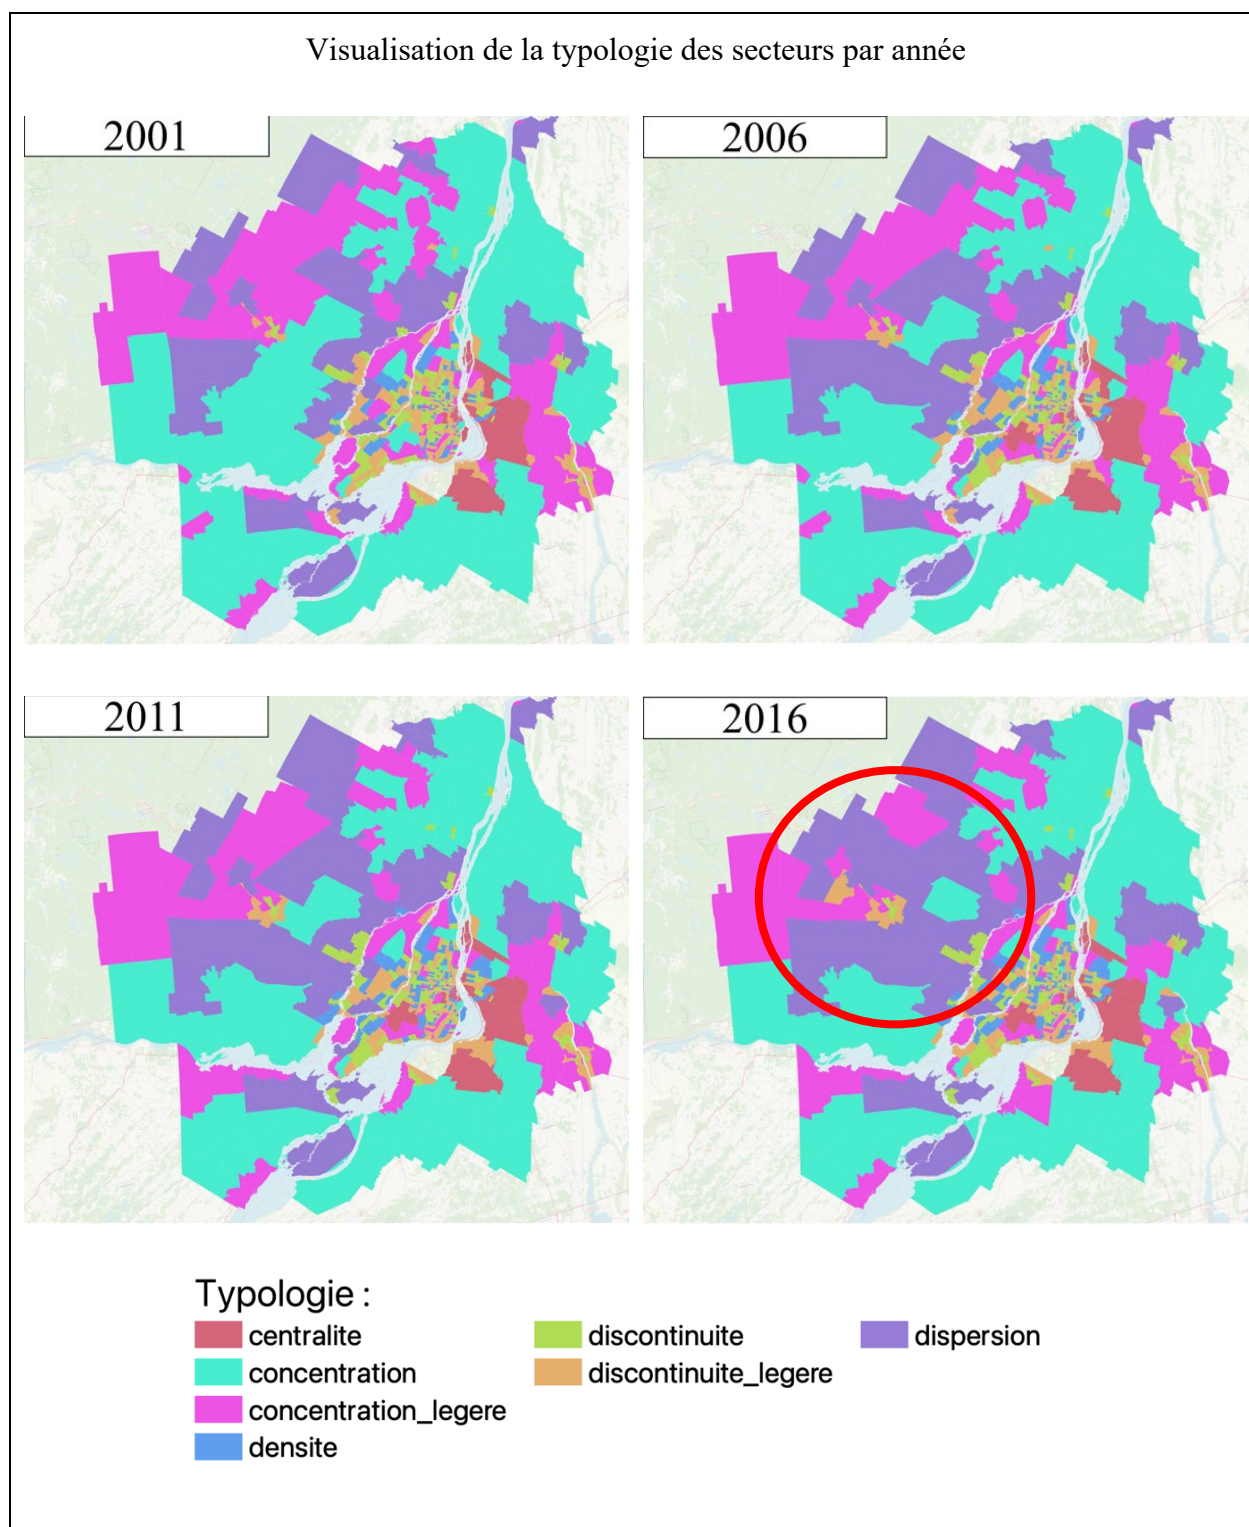 Visualisation de la typologie des secteurs par année
2001
2006
2011
2016
Typologie :
centralite
discontinuite
dispersion
concentration
discontinuite_legere
concentration_legere
densite